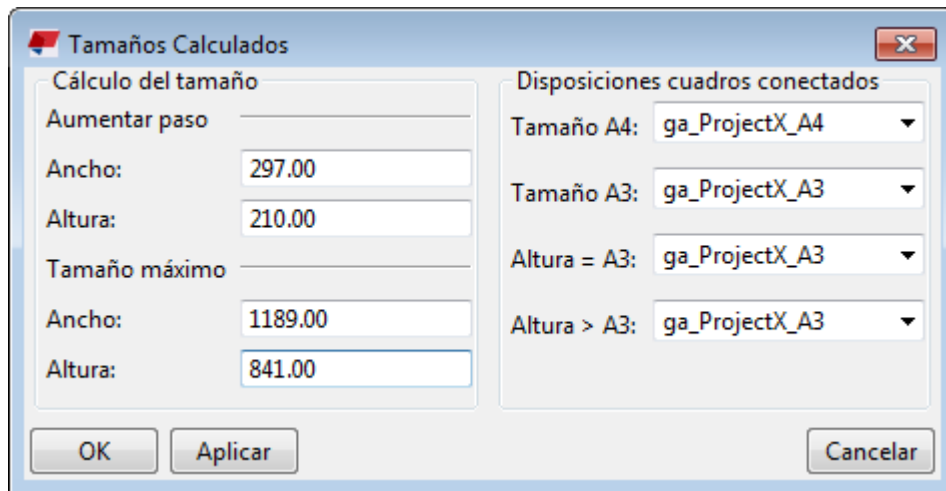 Tamaños Calculados
Cálculo del tamaño
Aumentar paso
Ancho: 297.00
Altura: 210.00
Tamaño máximo
Ancho: 1189.00
Altura: 841.00
Disposiciones cuadros conectados
Tamaño A4: ga_ProjectX_A4
Tamaño A3: ga_ProjectX_A3
Altura = A3: ga_ProjectX_A3
Altura > A3: ga_ProjectX_A3
OK Aplicar Cancelar